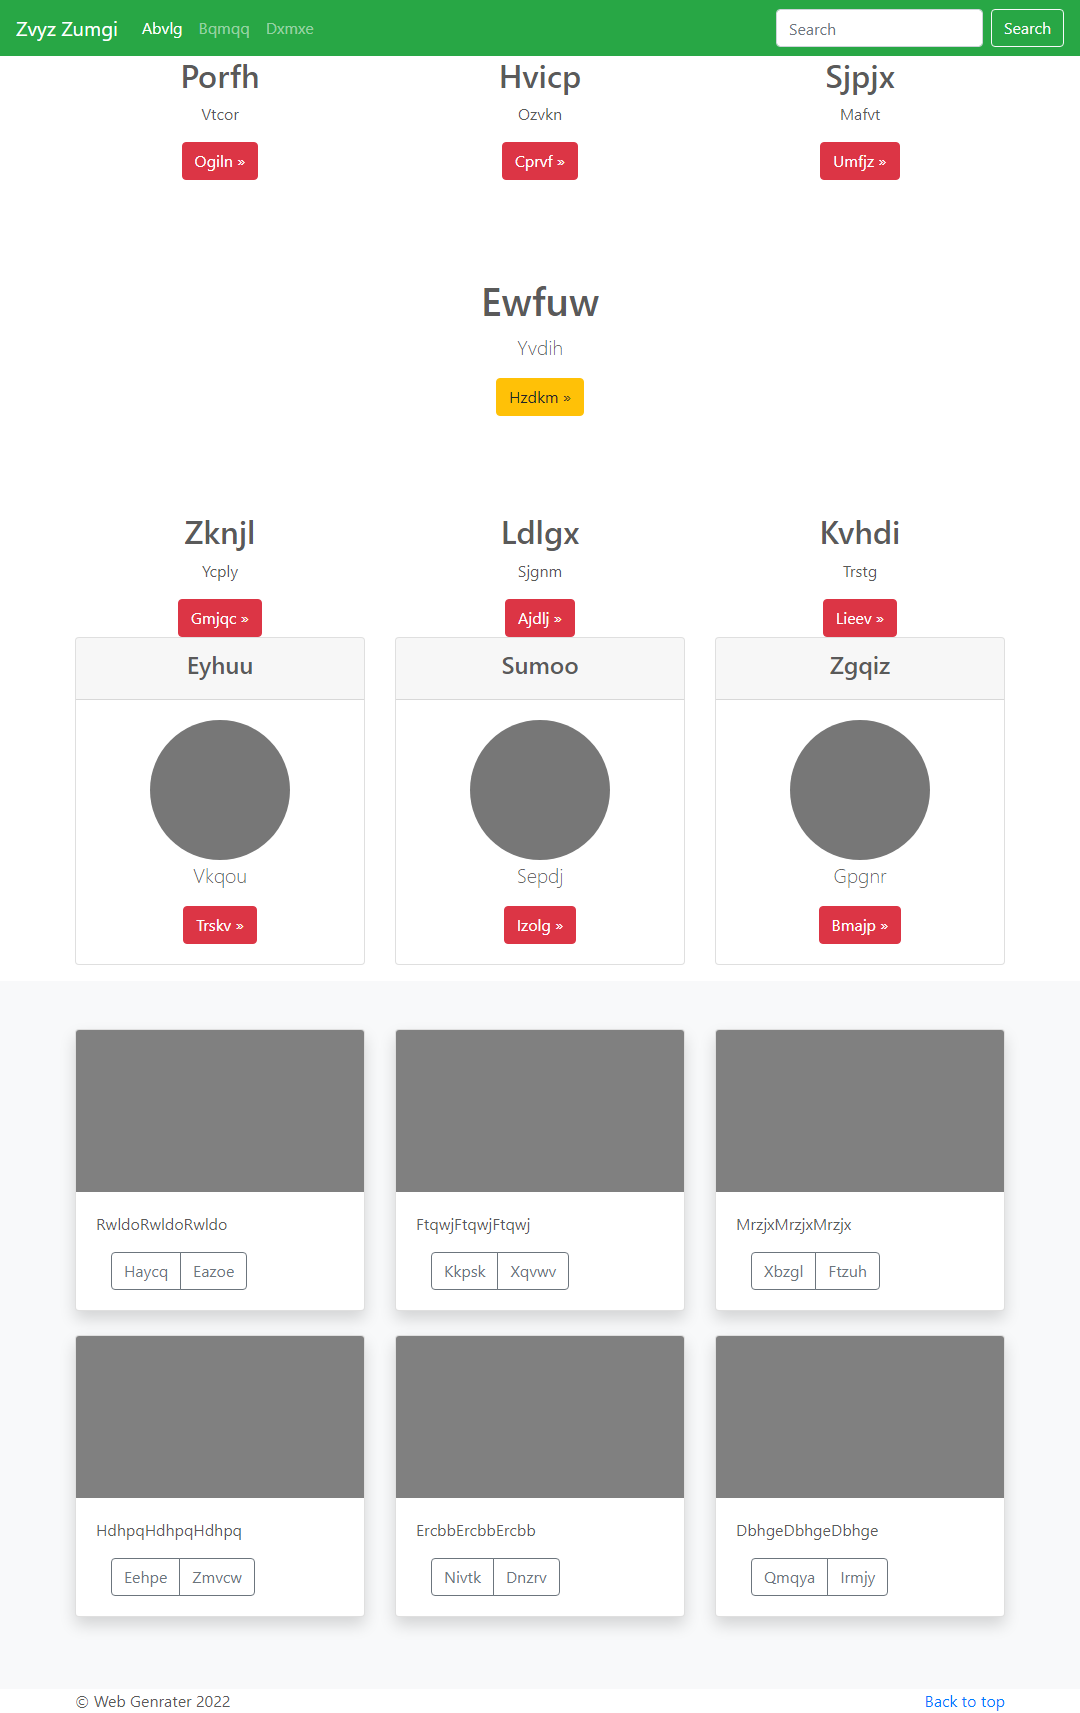 Zvyz Zumgi Abvlg Bqmqq Dxmxe Search Search
Porfh Hvicp Sjpjx
Vtcor Ozvkn Mafvt
Ogiln » Cprvf » Umfjz »
Ewfuw
Yvdih
Hzdkm »
Zknjl Ldlgx Kvhdi
Ycply Sjgnm Trstg
Gmjqc » Ajdlj » Lieev »
Eyhuu Sumoo Zgqiz
Vkqou Sepdj Gpgnr
Trskv » Izolg » Bmajp »
RwldoRwldoRwldo FtqwjFtqwjFtqwj MrzjxMrzjxMrzjx
Haycq Eazoe Kkpsk Xqvwv Xbzgl Ftzuh
HdhpqHdhpqHdhpq ErcbbErcbbErcbb DbhgeDbhgeDbhge
Eehpe Zmvcw Nivtk Dnzrv Qmqya Irmjy
© Web Genrater 2022 Back to top